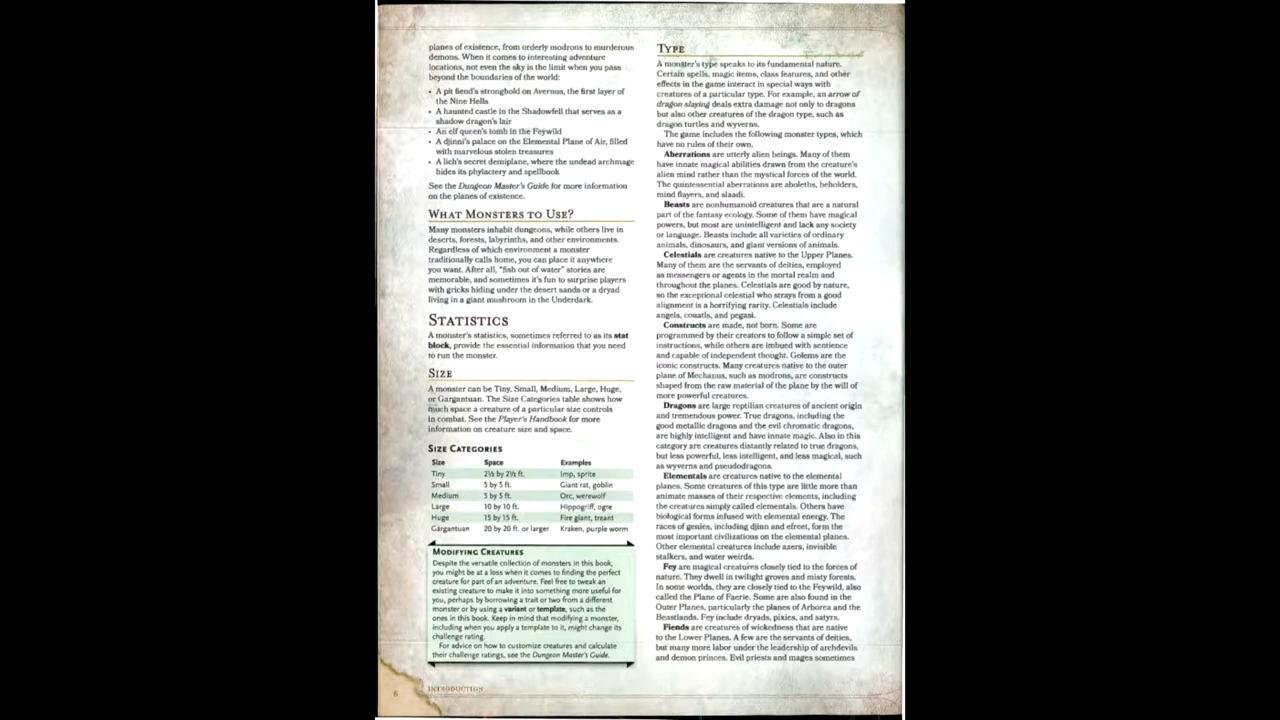 planes of existence, from orderly modrons to murderous
demons. When it comes to interesting adventure
locations, not even the sky is the limit when you pass
beyond the boundaries of the world:
• A pit fiend's stronghold on Avernus, the first layer of
the Nine Hells
• A haunted castle in the Shadowfell that serves as a
shadow dragon's lair
• An elf queen's tomb in the Feywild
• A djinni's palace on the Elemental Plane of Air, filled
with marvelous stolen treasures
• A lich's secret demiplane, where the undead archmage
hides its phylactery and spellbook
See the Dungeon Master's Guide for more information
on the planes of existence.
WHAT MONSTERS TO USE?
Many monsters inhabit dungeons, while others live in
deserts, forests, labyrinths, and other environments.
Regardless of which environment a monster
traditionally calls home, you can place it anywhere
you want. After all, "fish out of water" stories are
memorable, and sometimes it's fun to surprise players
with gricks hiding under the desert sands or a dryad
living in a giant mushroom in the Underdark.
STATISTICS
A monster's statistics, sometimes referred to as its stat
block, provide the essential information that you need
to run the monster.
SIZE
A monster can be Tiny, Small, Medium, Large, Huge,
or Gargantuan. The Size Categories table shows how
much space a creature of a particular size controls
in combat. See the Player's Handbook for more
information on creature size and space.
SIZE CATEGORIES
Size Space Examples
Tiny 2½ by 2½ ft. Imp, sprite
Small 5 by 5 ft. Giant rat, goblin
Medium 5 by 5 ft. Orc, werewolf
Large 10 by 10 ft. Hippogriff, ogre
Huge 15 by 15 ft. Fire giant, treant
Gargantuan 20 by 20 ft. or larger Kraken, purple worm
MODIFYING CREATURES
Despite the versatile collection of monsters in this book,
you might be at a loss when it comes to finding the perfect
creature for part of an adventure. Feel free to tweak an
existing creature to make it into something more useful for
you, perhaps by borrowing a trait or two from a different
monster or by using a variant or template, such as the
ones in this book. Keep in mind that modifying a monster,
including when you apply a template to it, might change its
challenge rating.
For advice on how to customize creatures and calculate
their challenge ratings, see the Dungeon Master's Guide.
6 INTRODUCTION
TYPE
A monster's type speaks to its fundamental nature.
Certain spells, magic items, class features, and other
effects in the game interact in special ways with
creatures of a particular type. For example, an arrow of
dragon slaying deals extra damage not only to dragons
but also other creatures of the dragon type, such as
dragon turtles and wyverns.
The game includes the following monster types, which
have no rules of their own.
Aberrations are utterly alien beings. Many of them
have innate magical abilities drawn from the creature's
alien mind rather than the mystical forces of the world.
The quintessential aberrations are aboleths, beholders,
mind flayers, and slaadi.
Beasts are nonhumanoid creatures that are a natural
part of the fantasy ecology. Some of them have magical
powers, but most are unintelligent and lack any society
or language. Beasts include all varieties of ordinary
animals, dinosaurs, and giant versions of animals.
Celestials are creatures native to the Upper Planes.
Many of them are the servants of deities, employed
as messengers or agents in the mortal realm and
throughout the planes. Celestials are good by nature,
so the exceptional celestial who strays from a good
alignment is a horrifying rarity. Celestials include
angels, couatls, and pegasi.
Constructs are made, not born. Some are
programmed by their creators to follow a simple set of
instructions, while others are imbued with sentience
and capable of independent thought. Golems are the
iconic constructs. Many creatures native to the outer
plane of Mechanus, such as modrons, are constructs
shaped from the raw material of the plane by the will of
more powerful creatures.
Dragons are large reptilian creatures of ancient origin
and tremendous power. True dragons, including the
good metallic dragons and the evil chromatic dragons,
are highly intelligent and have innate magic. Also in this
category are creatures distantly related to true dragons,
but less powerful, less intelligent, and less magical, such
as wyverns and pseudodragons.
Elementals are creatures native to the elemental
planes. Some creatures of this type are little more than
animate masses of their respective elements, including
the creatures simply called elementals. Others have
biological forms infused with elemental energy. The
races of genies, including djinn and efreet, form the
most important civilizations on the elemental planes.
Other elemental creatures include azers, invisible
stalkers, and water weirds.
Fey are magical creatures closely tied to the forces of
nature. They dwell in twilight groves and misty forests.
In some worlds, they are closely tied to the Feywild, also
called the Plane of Faerie. Some are also found in the
Outer Planes, particularly the planes of Arborea and the
Beastlands. Fey include dryads, pixies, and satyrs.
Fiends are creatures of wickedness that are native
to the Lower Planes. A few are the servants of deities,
but many more labor under the leadership of archdevils
and demon princes. Evil priests and mages sometimes